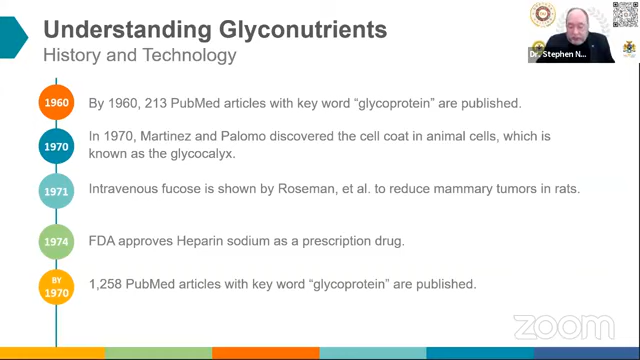 Understanding Glyconutrients
History and Technology
Dr. Stephen N...
1960
By 1960, 213 PubMed articles with key word “glycoprotein” are published.
1970
In 1970, Martinez and Palomo discovered the cell coat in animal cells, which is
known as the glycocalyx.
1971
Intravenous fucose is shown by Roseman, et al. to reduce mammary tumors in rats.
1974
FDA approves Heparin sodium as a prescription drug.
BY
1970
1,258 PubMed articles with key word “glycoprotein” are published.
zoom